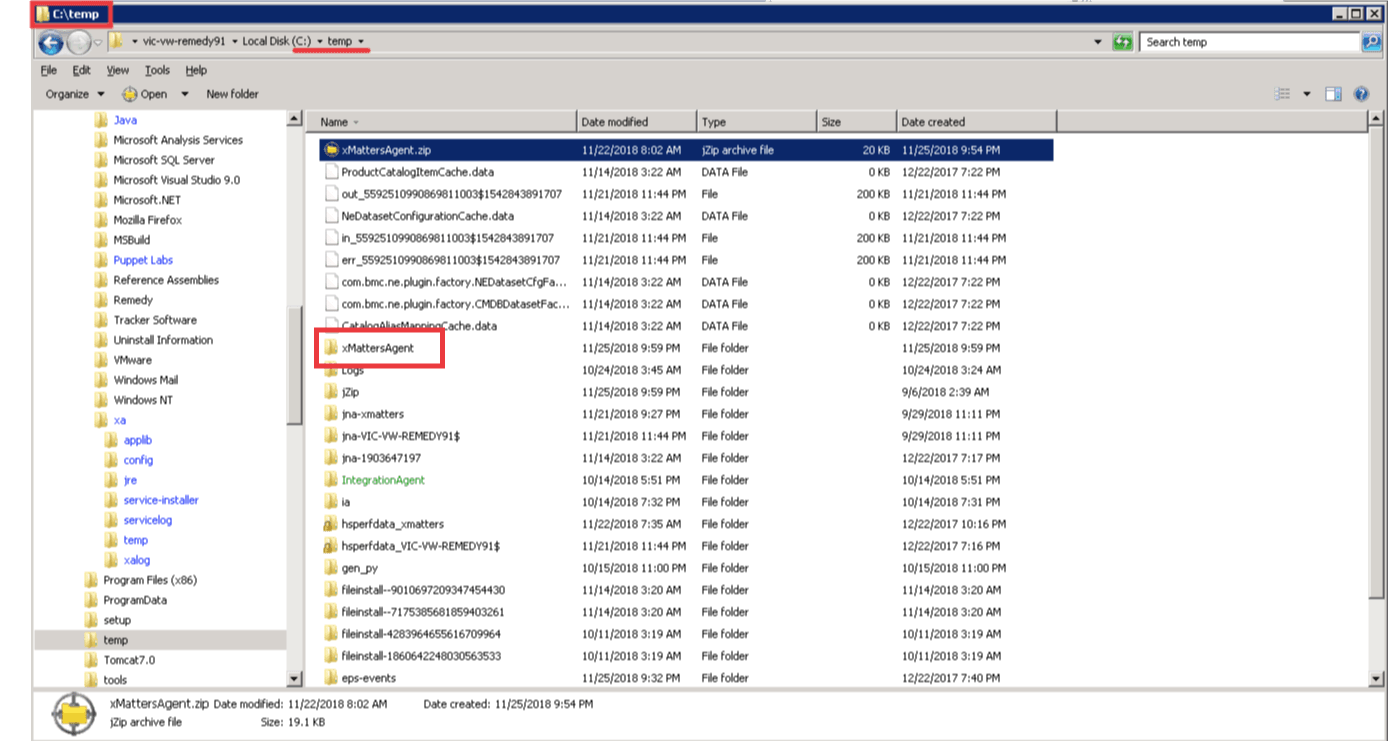 C:\temp
vic-vw-remedy91 Local Disk (C:) temp Search temp
File Edit View Tools Help
Organize Open New folder
Java
Microsoft Analysis Services
Microsoft SQL Server
Microsoft Visual Studio 9.0
Microsoft.NET
Mozilla Firefox
MSBuild
Puppet Labs
Reference Assemblies
Remedy
Tracker Software
Uninstall Information
VMware
Windows Mail
Windows NT
xa
applib
config
jre
service-installer
servicelog
temp
xalog
Program Files (x86)
ProgramData
setup
temp
Tomcat7.0
tools
Name Date modified Type Size Date created
xMattersAgent.zip 11/22/2018 8:02 AM jZip archive file 20 KB 11/25/2018 9:54 PM
ProductCatalogItemCache.data 11/14/2018 3:22 AM DATA File 0 KB 12/22/2017 7:22 PM
out_5592510990869811003$1542843891707 11/21/2018 11:44 PM File 200 KB 11/21/2018 11:44 PM
NeDatasetConfigurationCache.data 11/14/2018 3:22 AM DATA File 0 KB 12/22/2017 7:22 PM
in_5592510990869811003$1542843891707 11/21/2018 11:44 PM File 200 KB 11/21/2018 11:44 PM
err_5592510990869811003$1542843891707 11/21/2018 11:44 PM File 200 KB 11/21/2018 11:44 PM
com.bmc.ne.plugin.factory.NEDatasetCfgFa... 11/14/2018 3:22 AM DATA File 0 KB 12/22/2017 7:22 PM
com.bmc.ne.plugin.factory.CMDBDatasetFac... 11/14/2018 3:22 AM DATA File 0 KB 12/22/2017 7:22 PM
CatalogAliasMappingCache.data 11/14/2018 3:22 AM DATA File 0 KB 12/22/2017 7:22 PM
xMattersAgent 11/25/2018 9:59 PM File folder 11/25/2018 9:59 PM
Logs 10/24/2018 3:45 AM File folder 10/24/2018 3:24 AM
jZip 11/25/2018 9:59 PM File folder 9/6/2018 2:39 AM
jna-xmatters 11/21/2018 9:27 PM File folder 9/29/2018 11:11 PM
jna-VIC-VW-REMEDY91$ 11/21/2018 11:44 PM File folder 9/29/2018 11:11 PM
jna-1903647197 11/14/2018 3:22 AM File folder 12/22/2017 7:17 PM
IntegrationAgent 10/14/2018 5:51 PM File folder 10/14/2018 5:51 PM
ia 10/14/2018 7:32 PM File folder 10/14/2018 7:31 PM
hsperfdata_xmatters 11/22/2018 7:35 AM File folder 12/22/2017 10:16 PM
hsperfdata_VIC-VW-REMEDY91$ 11/21/2018 11:44 PM File folder 12/22/2017 7:16 PM
gen_py 10/15/2018 11:00 PM File folder 10/15/2018 11:00 PM
fileinstall--9010697209347454430 11/14/2018 3:20 AM File folder 11/14/2018 3:20 AM
fileinstall--7175385681859403261 11/14/2018 3:20 AM File folder 11/14/2018 3:20 AM
fileinstall-4283964655616709964 10/11/2018 3:19 AM File folder 10/11/2018 3:19 AM
fileinstall-1860642248030563533 10/11/2018 3:19 AM File folder 10/11/2018 3:19 AM
eps-events 11/25/2018 9:32 PM File folder 12/22/2017 7:40 PM
xMattersAgent.zip Date modified: 11/22/2018 8:02 AM Date created: 11/25/2018 9:54 PM
jZip archive file Size: 19.1 KB